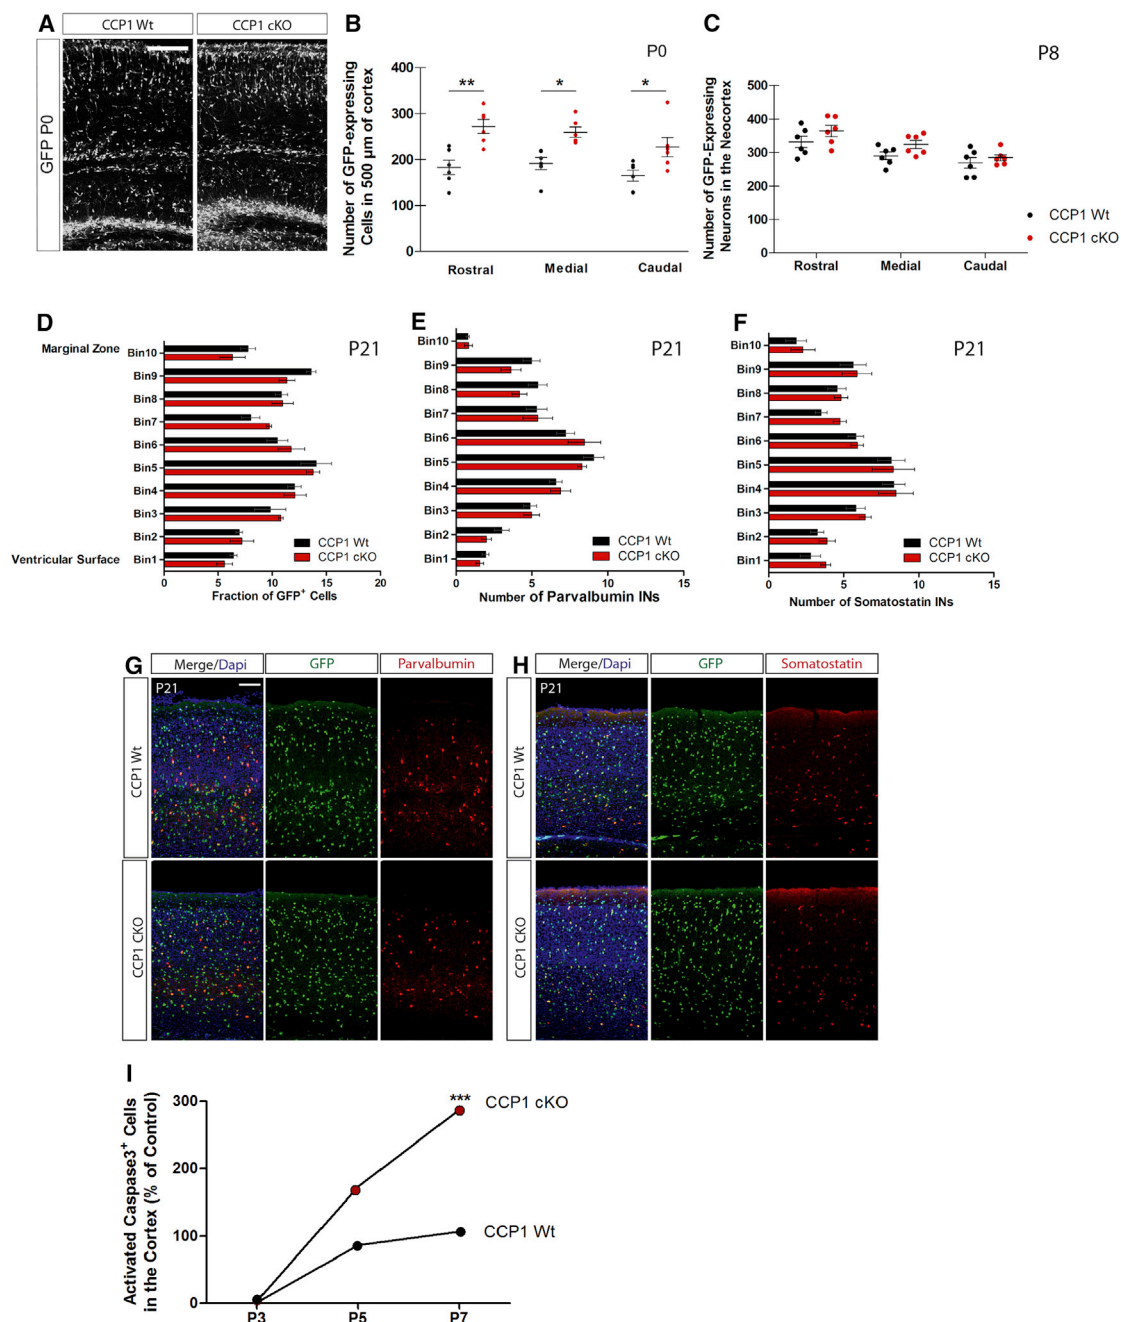 A
CCP1 Wt
CCP1 cKO
GFP P0
B
P0
Number of GFP-expressing
Cells in 500 µm of cortex
400
300
200
100
0
**
*
*
Rostral
Medial
Caudal
C
P8
Number of GFP-Expressing
Neurons in the Neocortex
500
400
300
300
200
100
0
Rostral
Medial
Caudal
CCP1 Wt
CCP1 cKO
D
P21
Marginal Zone
Ventricular Surface
Bin10
Bin9
Bin8
Bin7
Bin6
Bin5
Bin4
Bin3
Bin2
Bin1
CCP1 Wt
CCP1 cKO
0
5
10
15
20
Fraction of GFP+ Cells
E
P21
Bin10
Bin9
Bin8
Bin7
Bin6
Bin5
Bin4
Bin3
Bin2
Bin1
CCP1 Wt
CCP1 cKO
0
5
10
15
Number of Parvalbumin INs
F
P21
Bin10
Bin9
Bin8
Bin7
Bin6
Bin5
Bin4
Bin3
Bin2
Bin1
CCP1 Wt
CCP1 cKO
0
5
10
15
Number of Somatostatin INs
G
Merge/Dapi
GFP
Parvalbumin
P21
CCP1 Wt
CCP1 CKO
H
Merge/Dapi
GFP
Somatostatin
P21
CCP1 Wt
CCP1 CKO
I
Activated Caspase3+ Cells
in the Cortex (% of Control)
300
200
100
0
***
CCP1 cKO
CCP1 Wt
P3
P5
P7